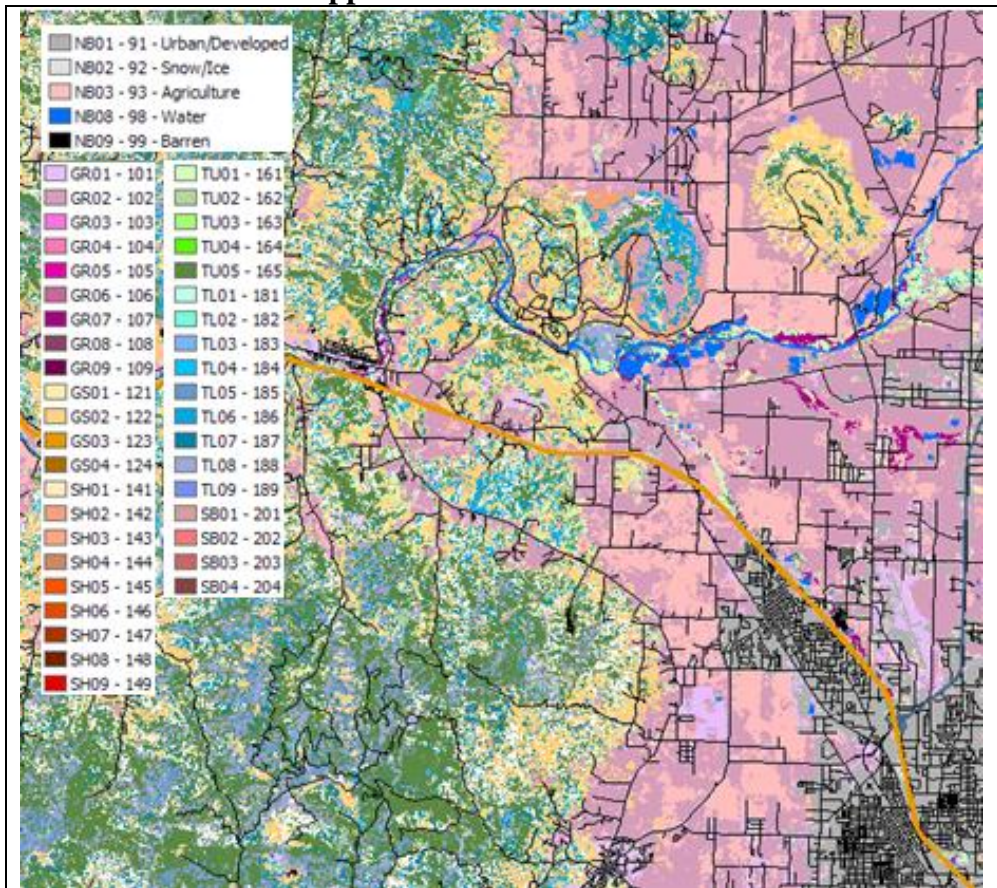 NB01 - 91 - Urban/Developed
NB02 - 92 - Snow/Ice
NB03 - 93 - Agriculture
NB08 - 98 - Water
NB09 - 99 - Barren
GR01 - 101
GR02 - 102
GR03 - 103
GR04 - 104
GR05 - 105
GR06 - 106
GR07 - 107
GR08 - 108
GR09 - 109
GS01 - 121
GS02 - 122
GS03 - 123
GS04 - 124
SH01 - 141
SH02 - 142
SH03 - 143
SH04 - 144
SH05 - 145
SH06 - 146
SH07 - 147
SH08 - 148
SH09 - 149
TU01 - 161
TU02 - 162
TU03 - 163
TU04 - 164
TU05 - 165
TL01 - 181
TL02 - 182
TL03 - 183
TL04 - 184
TL05 - 185
TL06 - 186
TL07 - 187
TL08 - 188
TL09 - 189
SB01 - 201
SB02 - 202
SB03 - 203
SB04 - 204